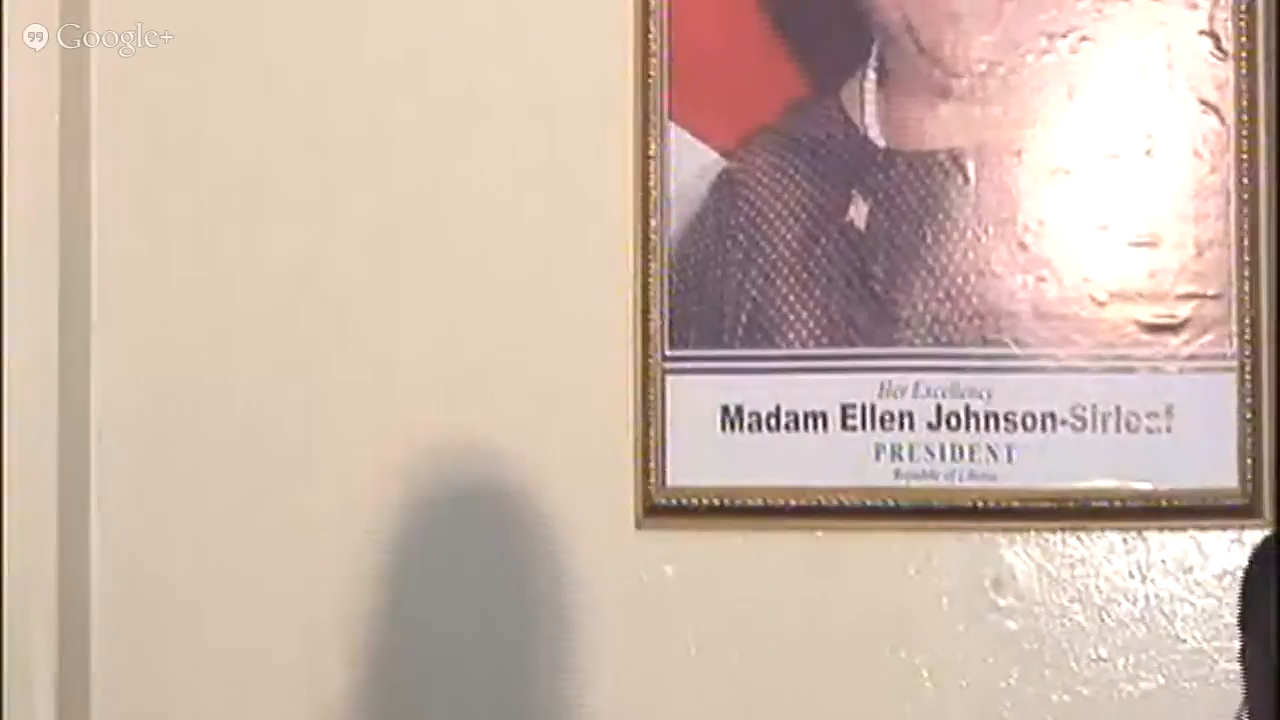 Google+
Her Excellency
Madam Ellen Johnson-Sirleaf
PRESIDENT
Republic of Liberia